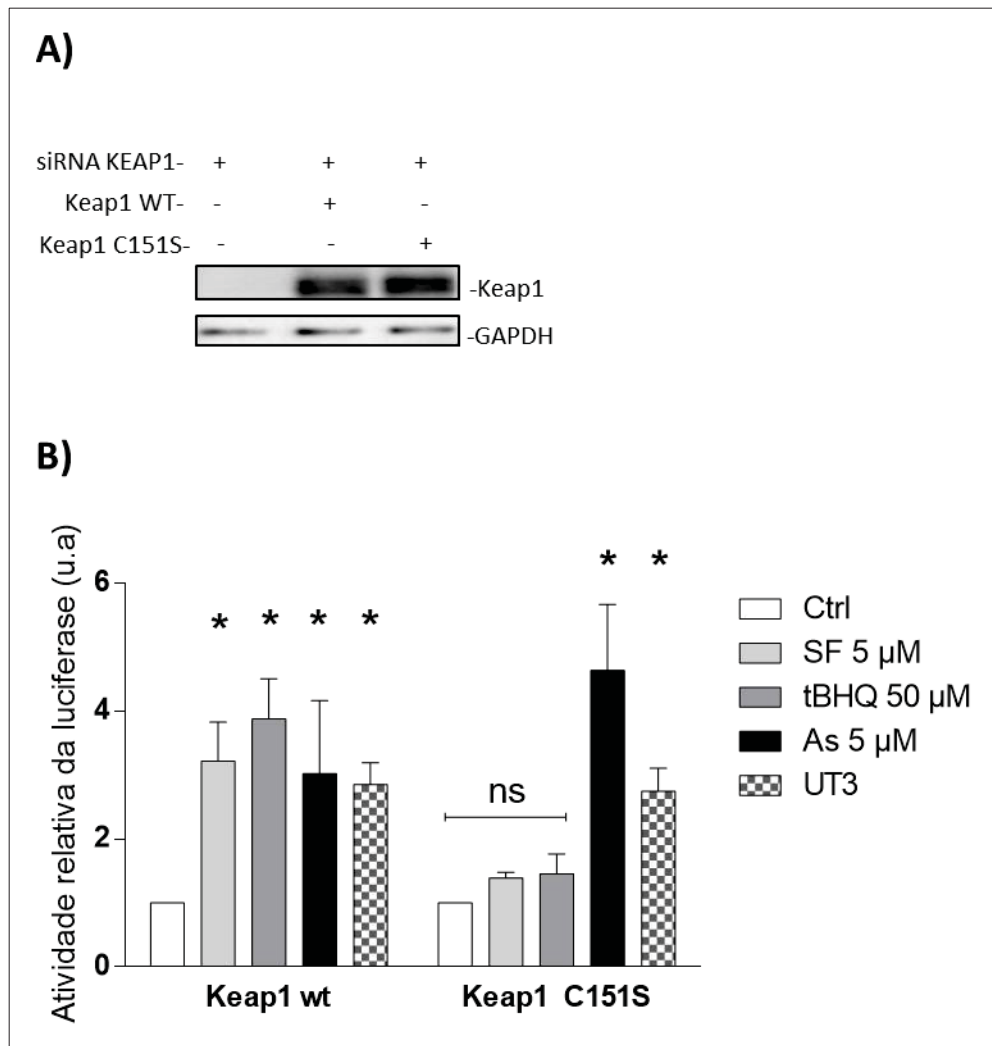 A)
siRNA KEAP1- + + +
Keap1 WT- - + -
Keap1 C151S- - - +
-Keap1
-GAPDH
B)
Atividade relativa da luciferase (u.a)
6
4
2
0
* * * *
ns
* *
Keap1 wt
Keap1 C151S
Ctrl
SF 5 µM
tBHQ 50 µM
As 5 µM
UT3